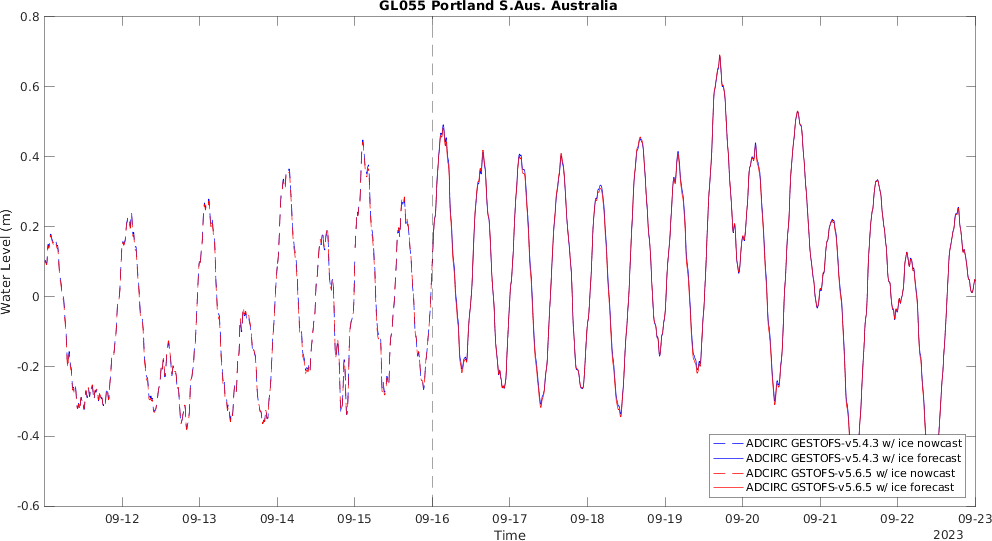 GL055 Portland S.Aus. Australia
0.8
0.6
0.4
0.2
0
-0.2
-0.4
-0.6
Water Level (m)
ADCIRC GESTOFS-v5.4.3 w/ ice nowcast
ADCIRC GESTOFS-v5.4.3 w/ ice forecast
ADCIRC GSTOFS-v5.6.5 w/ ice nowcast
ADCIRC GSTOFS-v5.6.5 w/ ice forecast
09-12 09-13 09-14 09-15 09-16 09-17 09-18 09-19 09-20 09-21 09-22 09-23
Time
2023